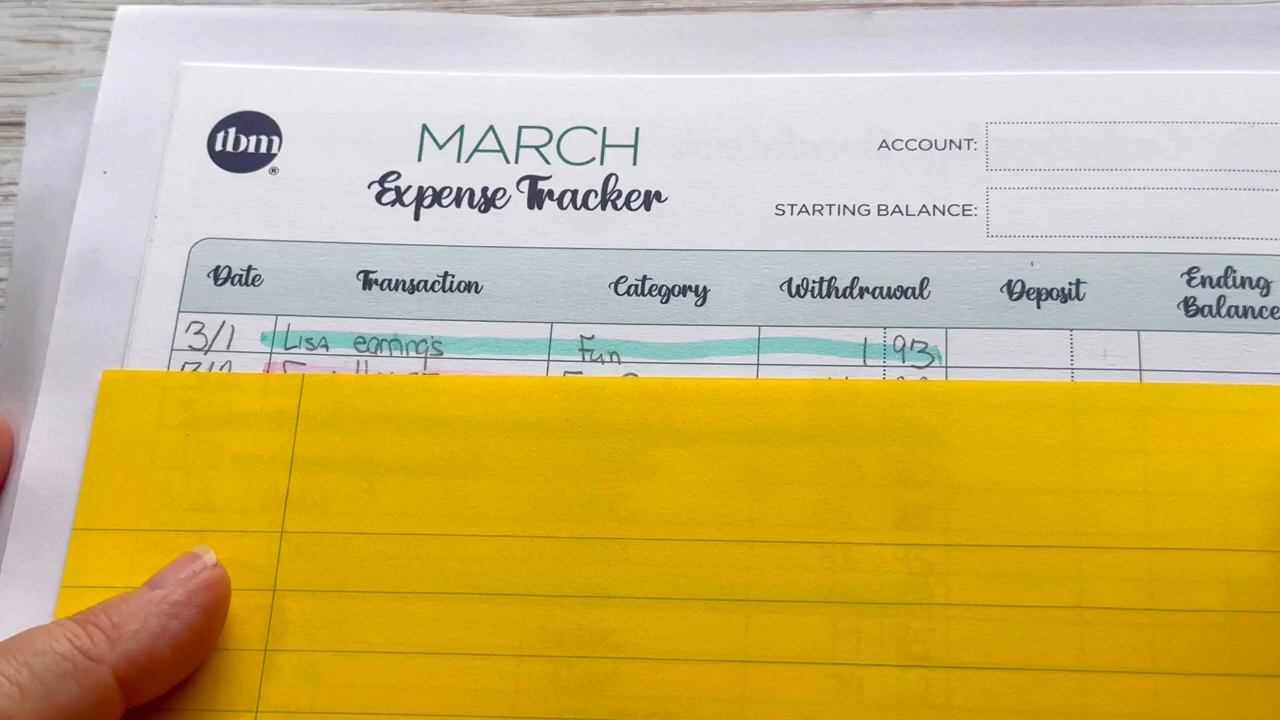 tbm®
MARCH
Expense Tracker
ACCOUNT:
STARTING BALANCE:
Date Transaction Category Withdrawal Deposit Ending Balance
3/1 LISA earrings Fun 1 93